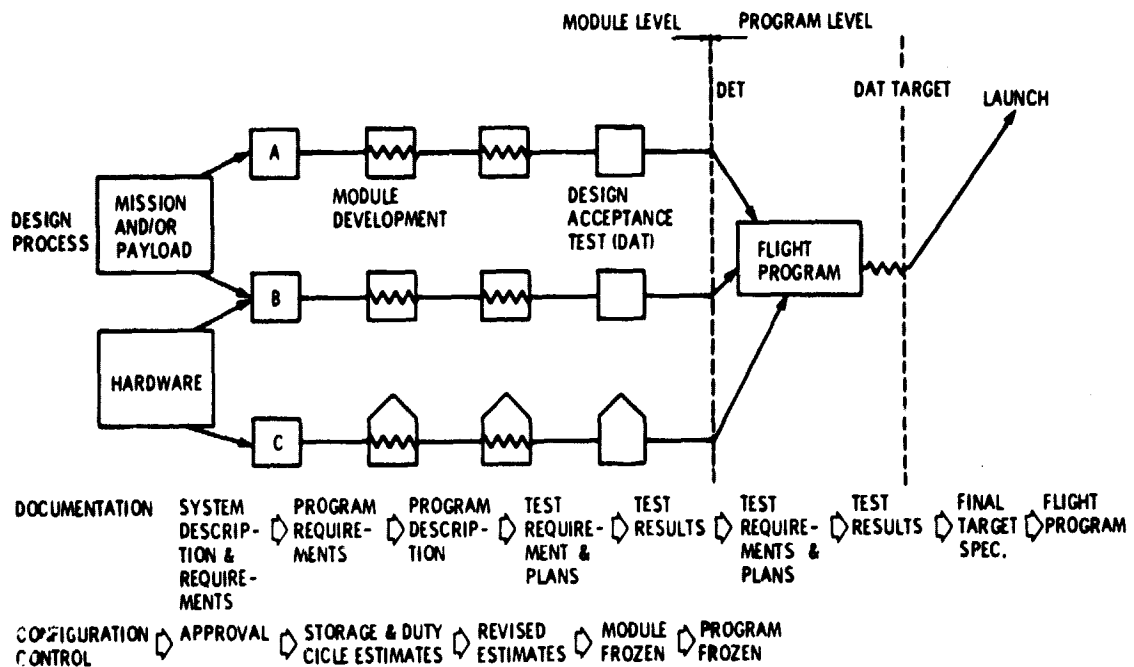 MODULE LEVEL
PROGRAM LEVEL
DET
DAT TARGET
LAUNCH
A
MODULE
DEVELOPMENT
DESIGN
ACCEPTANCE
TEST (DAT)
DESIGN
PROCESS
MISSION
AND/OR
PAYLOAD
B
FLIGHT
PROGRAM
HARDWARE
C
DOCUMENTATION
SYSTEM
DESCRIP-
TION &
REQUIRE-
MENTS
PROGRAM
REQUIRE-
MENTS
PROGRAM
DESCRIP-
TION
TEST
REQUIRE-
MENT &
PLANS
TEST
RESULTS
TEST
REQUIRE-
MENTS &
PLANS
TEST
RESULTS
FINAL
TARGET
SPEC.
FLIGHT
PROGRAM
CONFIGURATION
CONTROL
APPROVAL
STORAGE & DUTY
CICLE ESTIMATES
REVISED
ESTIMATES
MODULE
FROZEN
PROGRAM
FROZEN